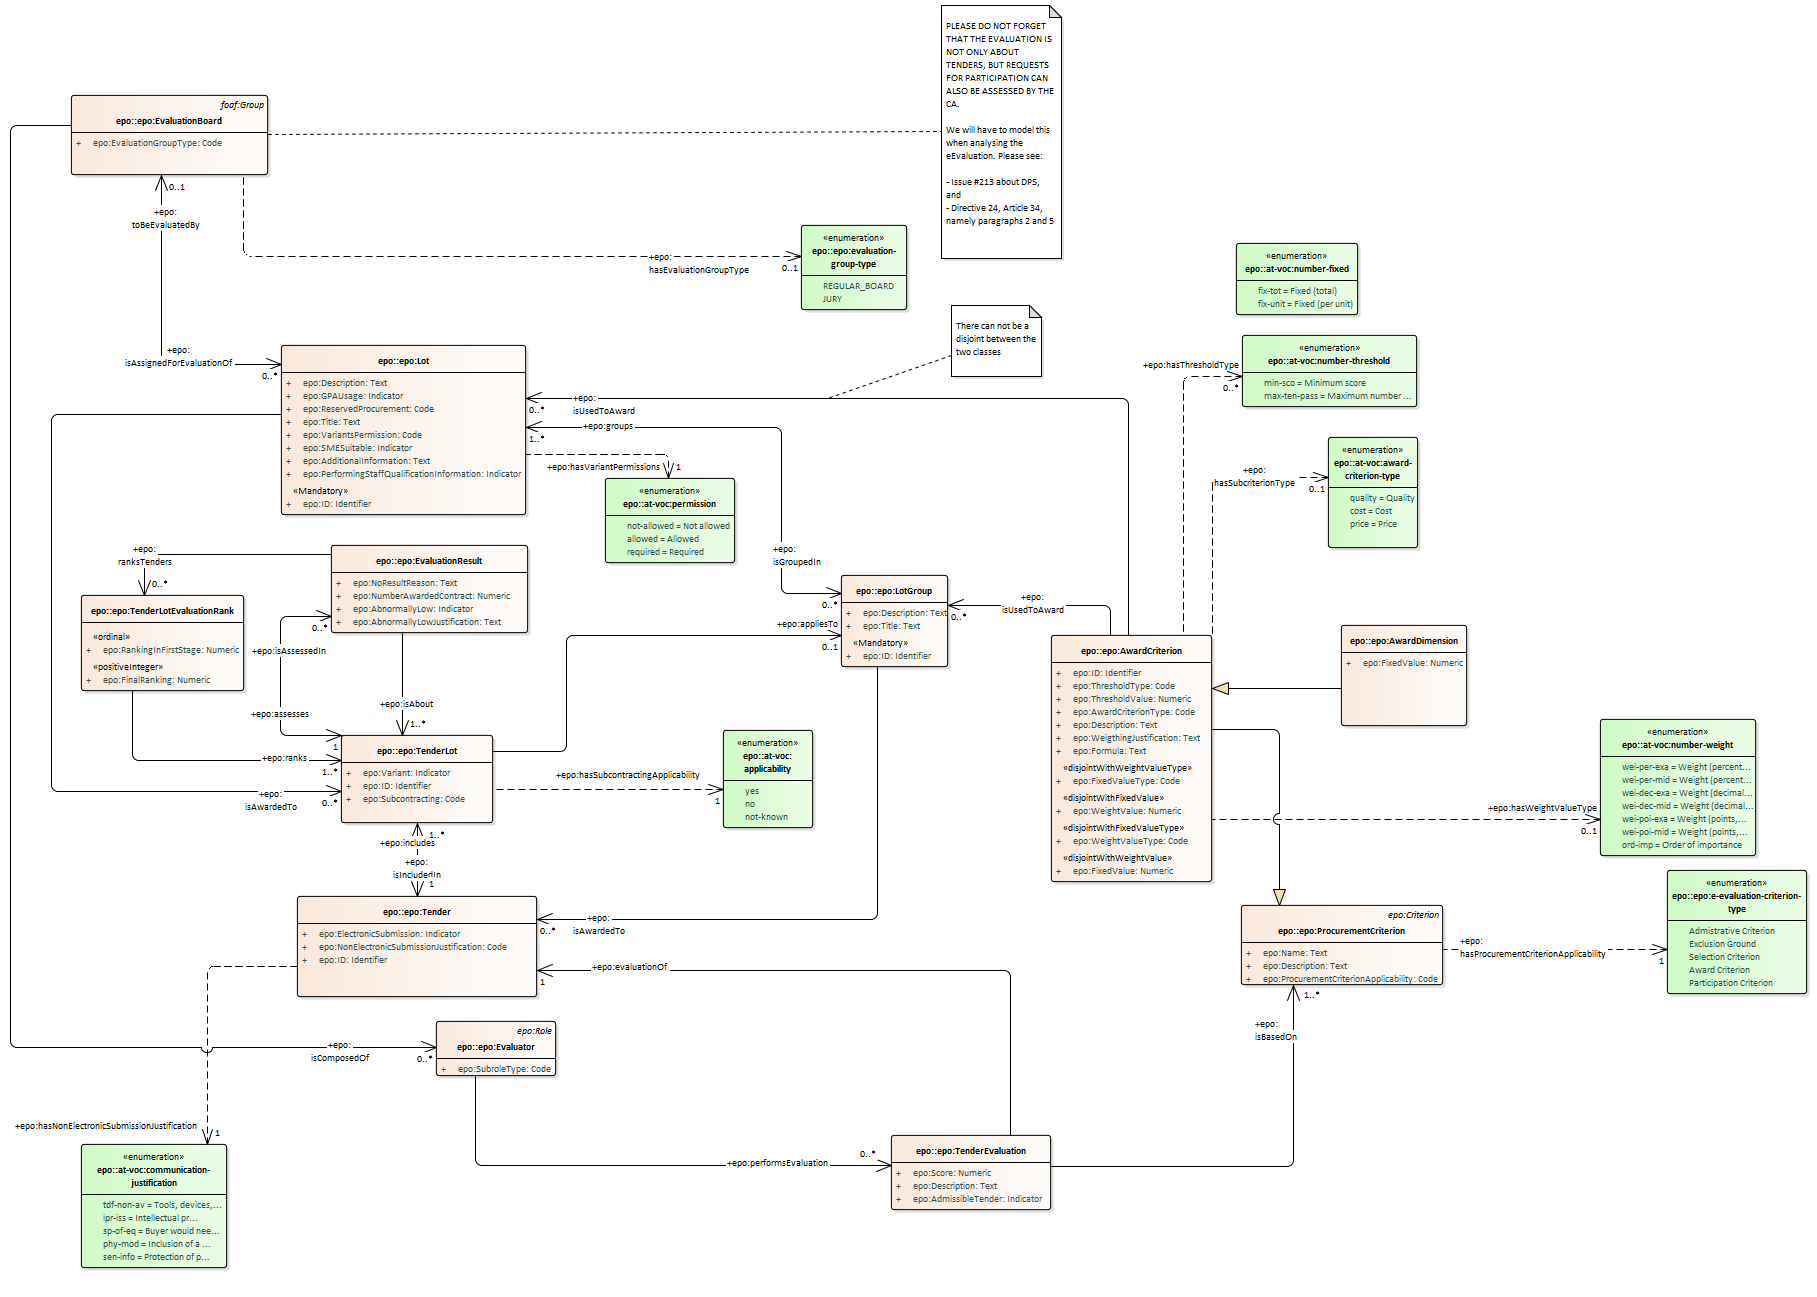 PLEASE DO NOT FORGET
THAT THE EVALUATION IS
NOT ONLY ABOUT
TENDERS, BUT REQUESTS
FOR PARTICIPATION CAN
ALSO BE ASSESSED BY THE
CA.
We will have to model this
when analysing the
eEvaluation. Please see:
- Issue #213 about DPS,
and
- Directive 24, Article 34,
namely paragraphs 2 and 5
foaf:Group
epo::epo:EvaluationBoard
+ epo:EvaluationGroupType: Code
0..1
+epo:
toBeEvaluatedBy
+epo:
hasEvaluationGroupType
0..1
«enumeration»
epo::epo:evaluation-
group-type
REGULAR_BOARD
JURY
«enumeration»
epo::at-voc:number-fixed
fix-tot = Fixed (total)
fix-unit = Fixed (per unit)
There can not be a
disjoint between the
two classes
+epo:
isAssignedForEvaluationOf
0..*
epo::epo:Lot
+ epo:Description: Text
+ epo:GPAUsage: Indicator
+ epo:ReservedProcurement: Code
+ epo:Title: Text
+ epo:VariantsPermission: Code
+ epo:SMESuitable: Indicator
+ epo:AdditionalInformation: Text
+ epo:PerformingStaffQualificationInformation: Indicator
«Mandatory»
+ epo:ID: Identifier
0..*
+epo:
isUsedToAward
1..*
+epo:groups
+epo:hasVariantPermissions
1
«enumeration»
epo::at-voc:permission
not-allowed = Not allowed
allowed = Allowed
required = Required
+epo:hasThresholdType
0..*
«enumeration»
epo::at-voc:number-threshold
min-sco = Minimum score
max-ten-pass = Maximum number ...
+epo:
hasSubcriterionType
0..1
«enumeration»
epo::at-voc:award-
criterion-type
quality = Quality
cost = Cost
price = Price
+epo:
ranksTenders
0..*
epo::epo:EvaluationResult
+ epo:NoResultReason: Text
+ epo:NumberAwardedContract: Numeric
+ epo:AbnormallyLow: Indicator
+ epo:AbnormallyLowJustification: Text
+epo:
isGroupedIn
0..*
epo::epo:TenderLotEvaluationRank
«ordinal»
+ epo:RankingInFirstStage: Numeric
«positiveInteger»
+ epo:FinalRanking: Numeric
0..*
+epo:isAssessedIn
+epo:assesses
1
+epo:isAbout
1..*
+epo:appliesTo
0..1
epo::epo:LotGroup
+ epo:Description: Text
+ epo:Title: Text
«Mandatory»
+ epo:ID: Identifier
0..*
+epo:
isUsedToAward
epo::epo:AwardCriterion
+ epo:ID: Identifier
+ epo:ThresholdType: Code
+ epo:ThresholdValue: Numeric
+ epo:AwardCriterionType: Code
+ epo:Description: Text
+ epo:WeigthingJustification: Text
+ epo:Formula: Text
«disjointWithWeightValueType»
+ epo:FixedValueType: Code
«disjointWithFixedValue»
+ epo:WeightValue: Numeric
«disjointWithFixedValueType»
+ epo:WeightValueType: Code
«disjointWithWeightValue»
+ epo:FixedValue: Numeric
epo::epo:AwardDimension
+ epo:FixedValue: Numeric
+epo:ranks
1..*
+epo:
isAwardedTo
0..*
epo::epo:TenderLot
+ epo:Variant: Indicator
+ epo:ID: Identifier
+ epo:Subcontracting: Code
+epo:hasSubcontractingApplicability
1
«enumeration»
epo::at-voc:
applicability
yes
no
not-known
+epo:hasWeightValueType
0..1
«enumeration»
epo::at-voc:number-weight
wei-per-exa = Weight (percent...
wei-per-mid = Weight (percent...
wei-dec-exa = Weight (decimal...
wei-dec-mid = Weight (decimal...
wei-poi-exa = Weight (points,...
wei-poi-mid = Weight (points,...
ord-imp = Order of importance
1..*
+epo:includes
+epo:
isIncludedIn
1
epo::epo:Tender
+ epo:ElectronicSubmission: Indicator
+ epo:NonElectronicSubmissionJustification: Code
+ epo:ID: Identifier
0..*
+epo:
isAwardedTo
+epo:evaluationOf
1
epo:Criterion
epo::epo:ProcurementCriterion
+ epo:Name: Text
+ epo:Description: Text
+ epo:ProcurementCriterionApplicability: Code
+epo:
hasProcurementCriterionApplicability
1
«enumeration»
epo::epo:e-evaluation-criterion-
type
Admistrative Criterion
Exclusion Ground
Selection Criterion
Award Criterion
Participation Criterion
1..*
+epo:
isBasedOn
+epo:
isComposedOf
0..*
epo:Role
epo::epo:Evaluator
+ epo:SubroleType: Code
+epo:hasNonElectronicSubmissionJustification
1
«enumeration»
epo::at-voc:communication-
justification
tdf-non-av = Tools, devices,...
ipr-iss = Intellectual pr...
sp-of-eq = Buyer would nee...
phy-mod = Inclusion of a ...
sen-info = Protection of p...
+epo:performsEvaluation
0..*
epo::epo:TenderEvaluation
+ epo:Score: Numeric
+ epo:Description: Text
+ epo:AdmissibleTender: Indicator